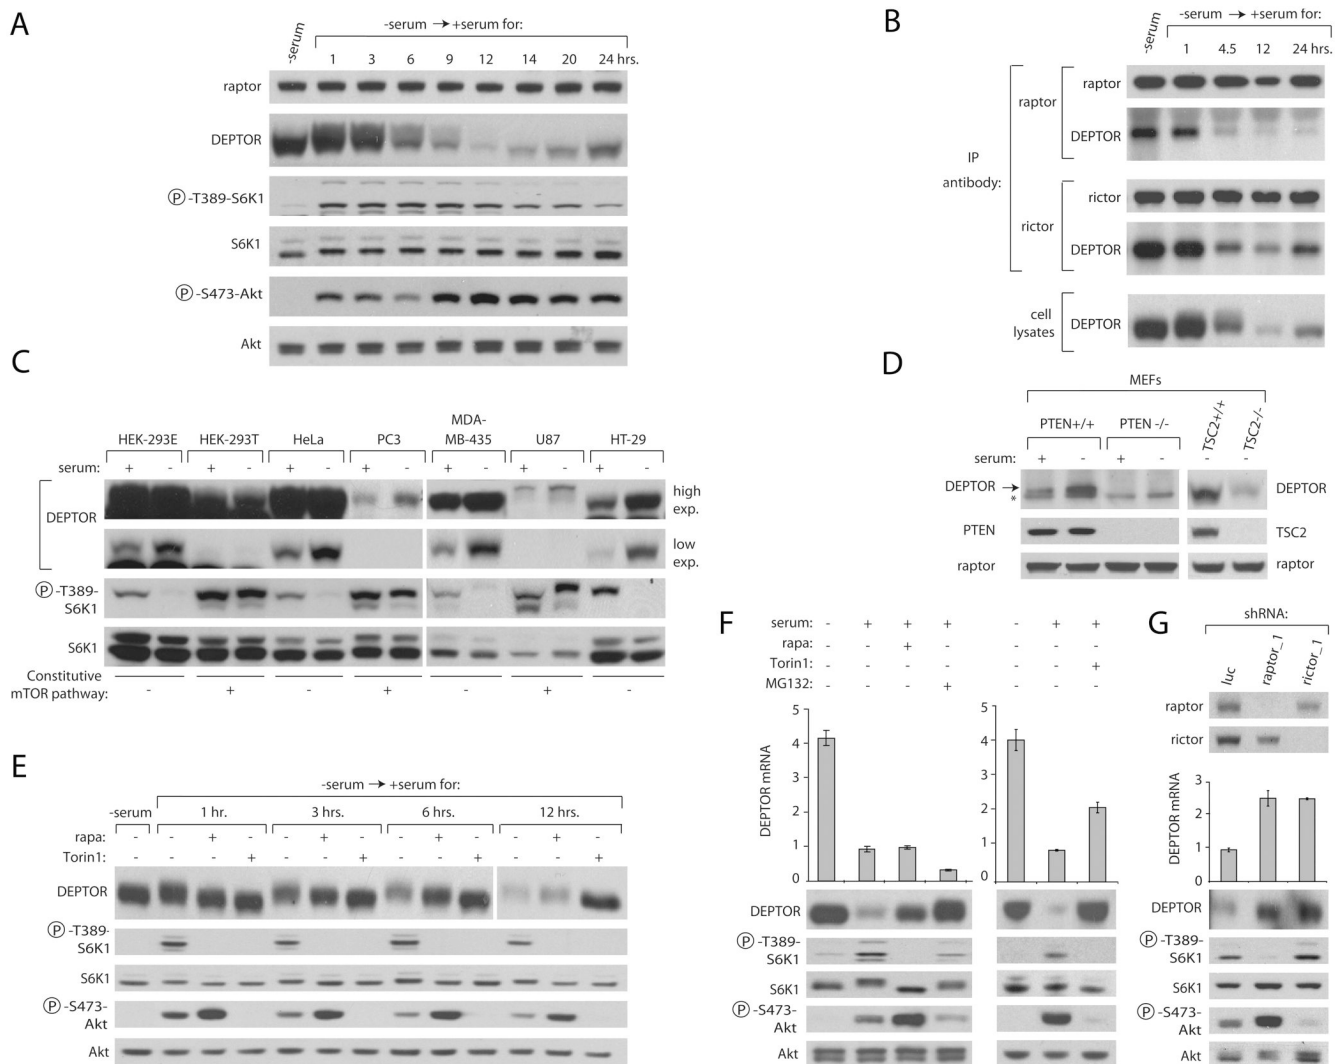 A
-serum → +serum for:
-serum
1 3 6 9 12 14 20 24 hrs.
raptor
DEPTOR
Ⓟ-T389-S6K1
S6K1
Ⓟ-S473-Akt
Akt
B
-serum → +serum for:
-serum
1 4.5 12 24 hrs.
IP
antibody:
raptor
raptor
DEPTOR
rictor
rictor
DEPTOR
cell
lysates
DEPTOR
C
HEK-293E HEK-293T HeLa PC3 MDA-
MB-435 U87 HT-29
serum: + - + - + - + - + - + - + -
DEPTOR
high
exp.
low
exp.
Ⓟ-T389-
S6K1
S6K1
Constitutive
mTOR pathway: - + - + - + -
D
MEFs
PTEN+/+ PTEN -/- TSC2+/+ TSC2-/-
serum: + - + - - -
DEPTOR → DEPTOR
*
PTEN TSC2
raptor raptor
E
-serum → +serum for:
-serum 1 hr. 3 hrs. 6 hrs. 12 hrs.
rapa: - - + - - + - - + - - + -
Torin1: - - - + - - + - - + - - +
DEPTOR
Ⓟ-T389-
S6K1
S6K1
Ⓟ-S473-
Akt
Akt
F
serum: - + + + - + +
rapa: - - + - - - -
Torin1: - - - - - - +
MG132: - - - + - - -
5
4
3
2
1
0
DEPTOR mRNA
5
4
3
2
1
0
DEPTOR
Ⓟ-T389-
S6K1
S6K1
Ⓟ-S473-
Akt
Akt
G
shRNA:
luc raptor_1 rictor_1
raptor
rictor
3
2
1
0
DEPTOR mRNA
DEPTOR
Ⓟ-T389-
S6K1
S6K1
Ⓟ-S473-
Akt
Akt